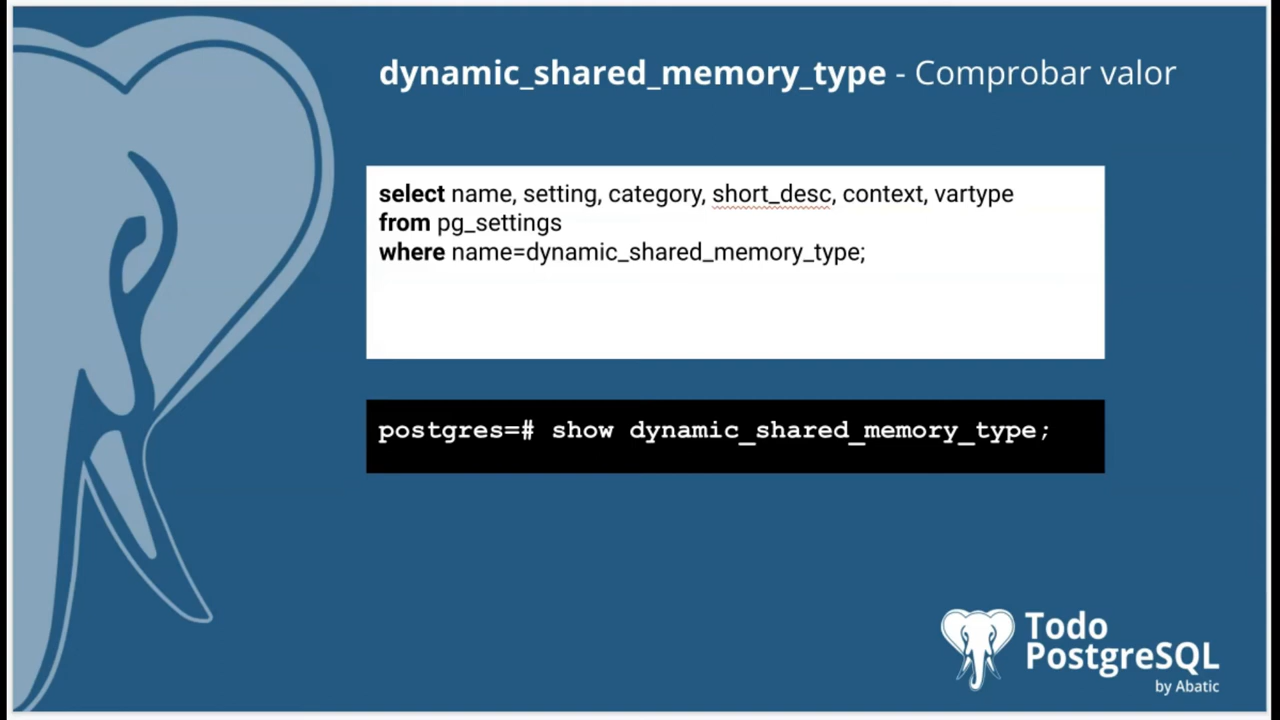 dynamic_shared_memory_type - Comprobar valor
select name, setting, category, short_desc, context, vartype
from pg_settings
where name=dynamic_shared_memory_type;
postgres=# show dynamic_shared_memory_type;
Todo
PostgreSQL
by Abatic